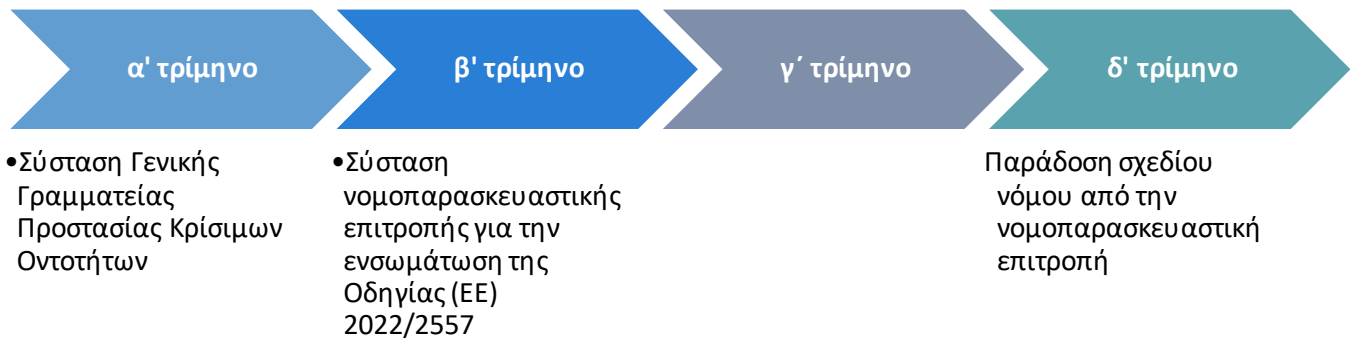 α' τρίμηνο
β' τρίμηνο
γ΄ τρίμηνο
δ' τρίμηνο
•Σύσταση Γενικής
Γραμματείας
Προστασίας Κρίσιμων
Οντοτήτων
•Σύσταση
νομοπαρασκευαστικής
επιτροπής για την
ενσωμάτωση της
Οδηγίας (ΕΕ)
2022/2557
Παράδοση σχεδίου
νόμου από την
νομοπαρασκευαστική
επιτροπή